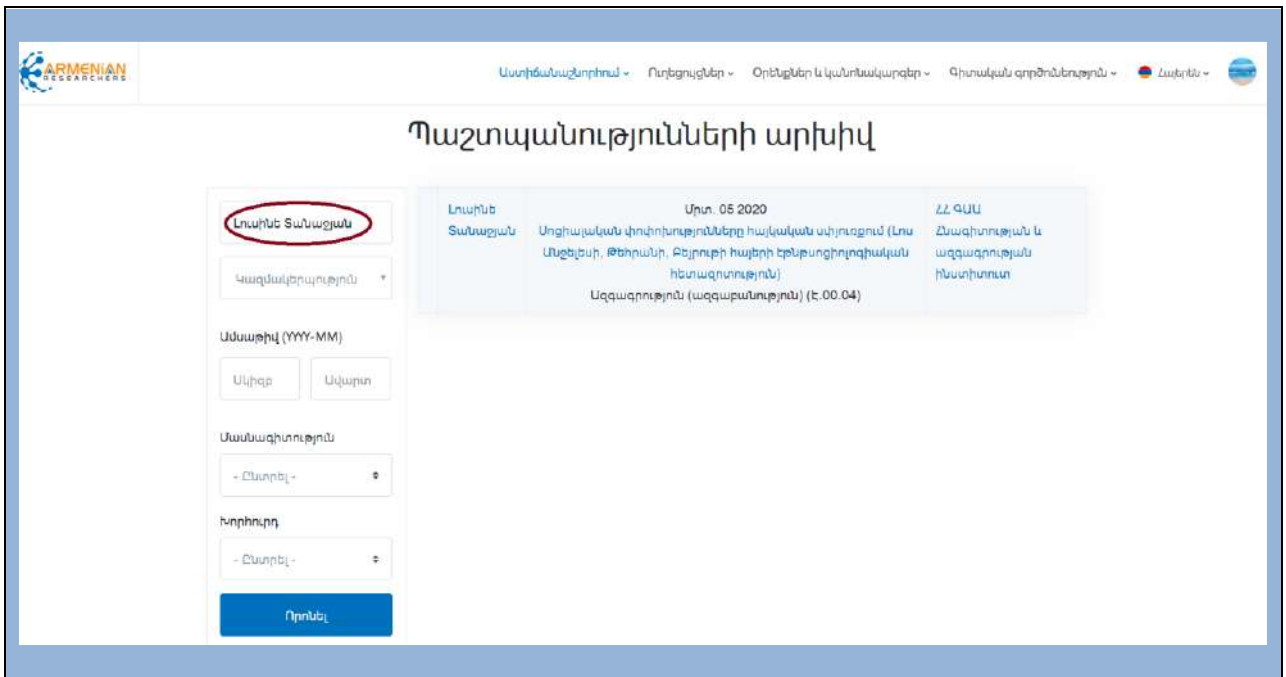 ARMENIAN
RESEARCHERS
Աստիճանաշնորհում
Ուղեցույցներ
Օրենքներ և կանոնակարգեր
Գիտական գործունեություն
Հայերեն
Պաշտպանությունների արխիվ
Լուսինե Տանաջյան
Կազմակերպություն
Ամսաթիվ (YYYY-MM)
Սկիզբ
Ավարտ
Մասնագիտություն
- Ընտրել -
Խորհուրդ
- Ընտրել -
Որոնել
Լուսինե
Տանաջյան
Մրտ. 05 2020
Սոցիալական փոփոխությունները հայկական սփյուռքում (Լոս
Անջելեսի, Թեհրանի, Բեյրութի հայերի էթնոսոցիոլոգիական
հետազոտություն)
Ազգագրություն (ազգաբանություն) (Է.00.04)
ՀՀ ԳԱԱ
Հնագիտության և
ազգագրության
ինստիտուտ